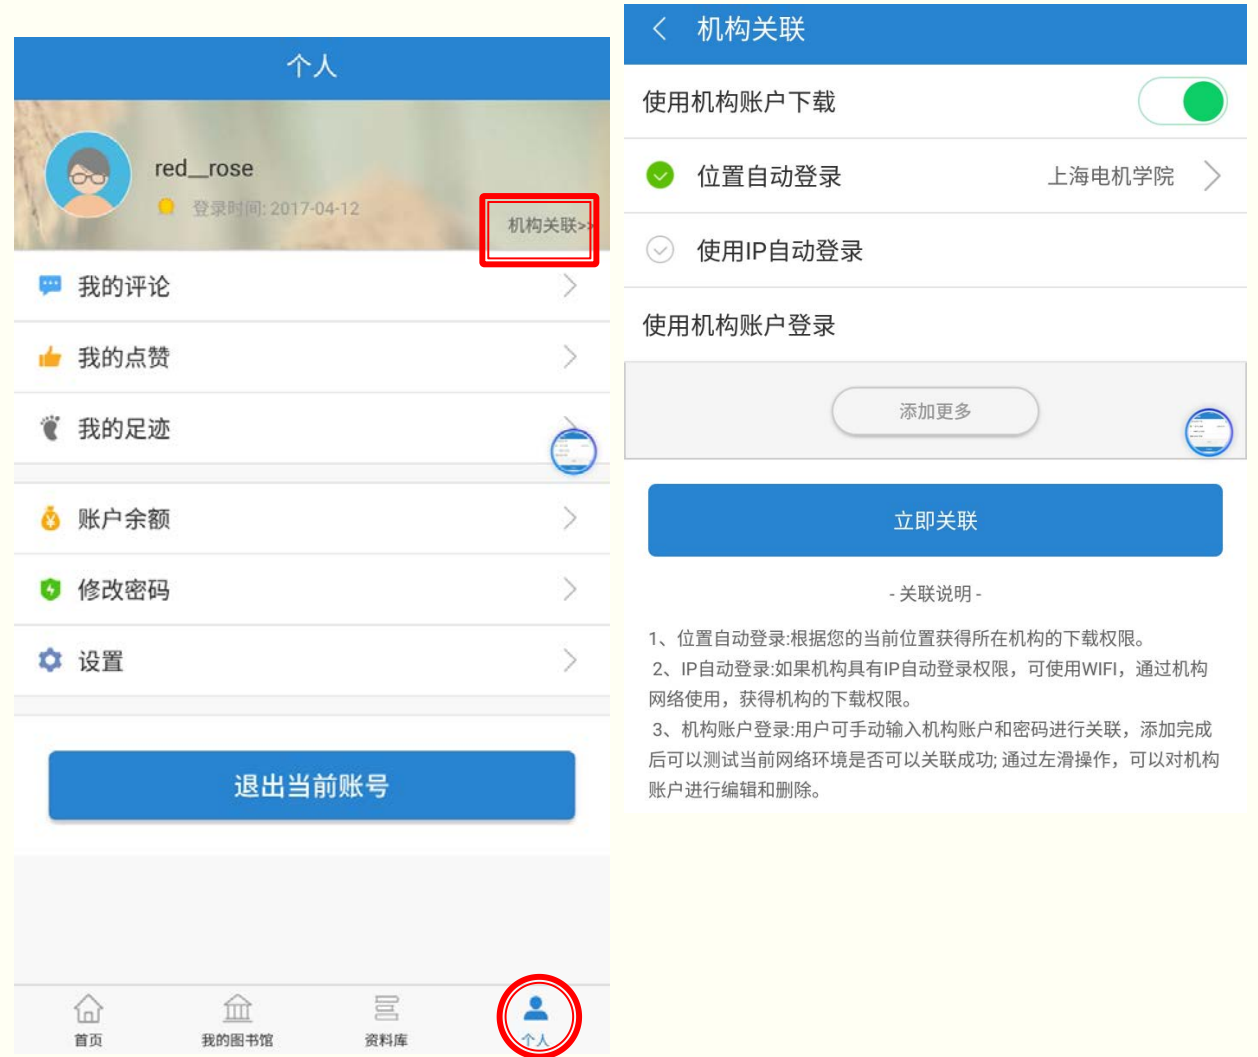 个人
red__rose
登录时间: 2017-04-12
机构关联>>
我的评论
我的点赞
我的足迹
账户余额
修改密码
设置
退出当前账号
首页
我的图书馆
资料库
个人
机构关联
使用机构账户下载
位置自动登录
上海电机学院
使用IP自动登录
使用机构账户登录
添加更多
立即关联
- 关联说明 -
1、位置自动登录:根据您的当前位置获得所在机构的下载权限。
2、IP自动登录:如果机构具有IP自动登录权限，可使用WIFI，通过机构
网络使用，获得机构的下载权限。
3、机构账户登录:用户可手动输入机构账户和密码进行关联，添加完成
后可以测试当前网络环境是否可以关联成功; 通过左滑操作，可以对机构
账户进行编辑和删除。